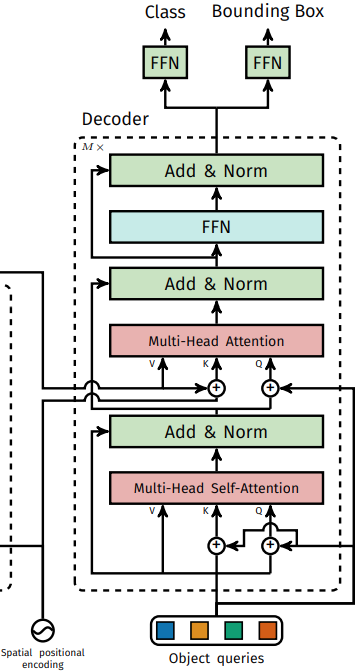 Class Bounding Box
FFN FFN
Decoder
M ×
Add & Norm
FFN
Add & Norm
Multi-Head Attention
V K Q
+ +
Add & Norm
Multi-Head Self-Attention
V K Q
+ +
Spatial positional
encoding
Object queries